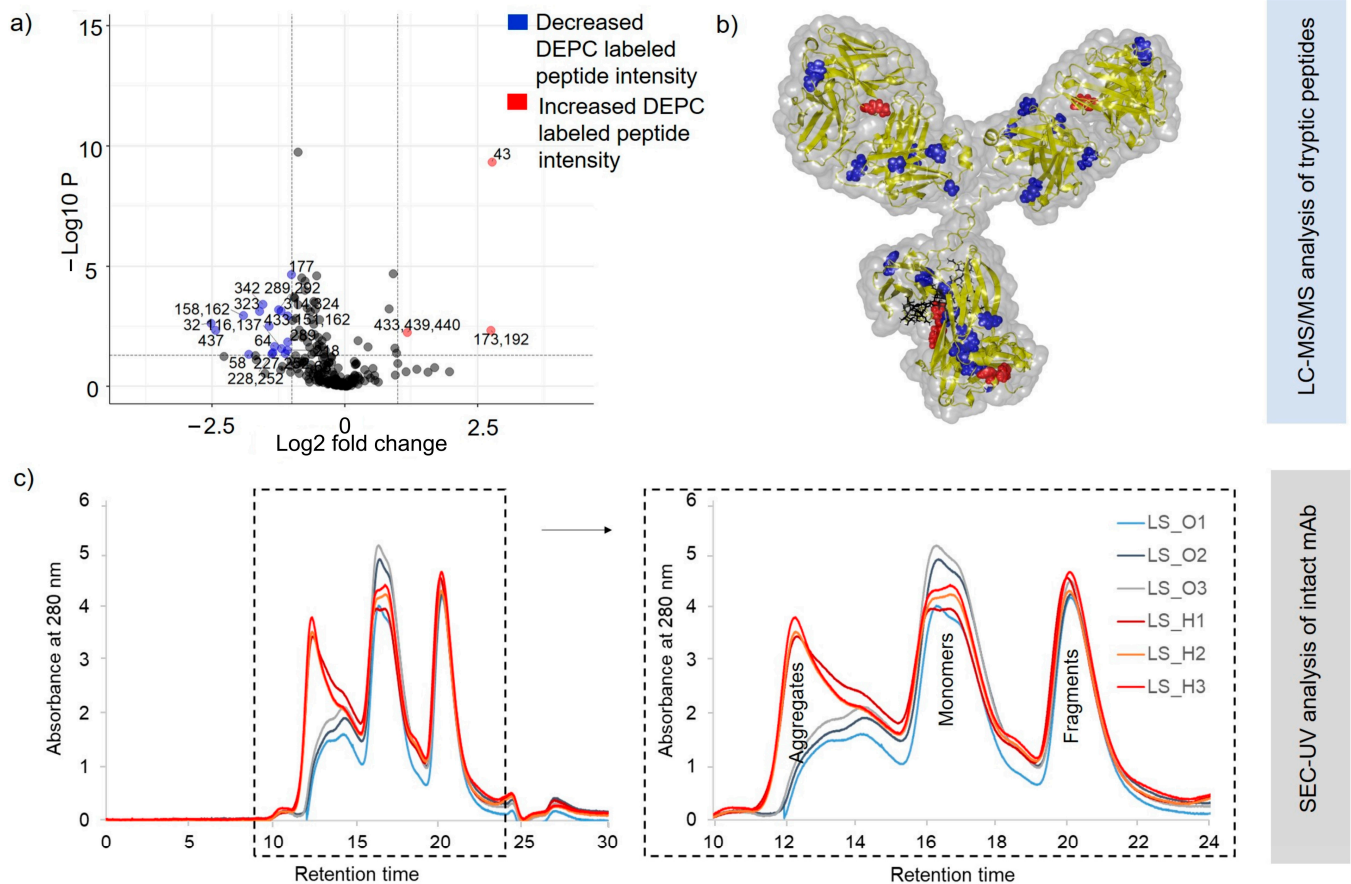 a)
15
10
5
0
−Log10 P
−2.5
0
2.5
Log2 fold change
Decreased
DEPC labeled
peptide intensity
Increased DEPC
labeled peptide
intensity
43
177
342 289,292
323
314,324
158,162
433 151,162
32 116,137
437
64
289
58
228,252
433,439,440
173,192
b)
LC-MS/MS analysis of tryptic peptides
c)
6
5
4
3
2
1
0
Absorbance at 280 nm
0
5
10
15
20
25
30
Retention time
6
5
4
3
2
1
0
Absorbance at 280 nm
10
12
14
16
18
20
22
24
Retention time
Aggregates
Monomers
Fragments
LS_O1
LS_O2
LS_O3
LS_H1
LS_H2
LS_H3
SEC-UV analysis of intact mAb